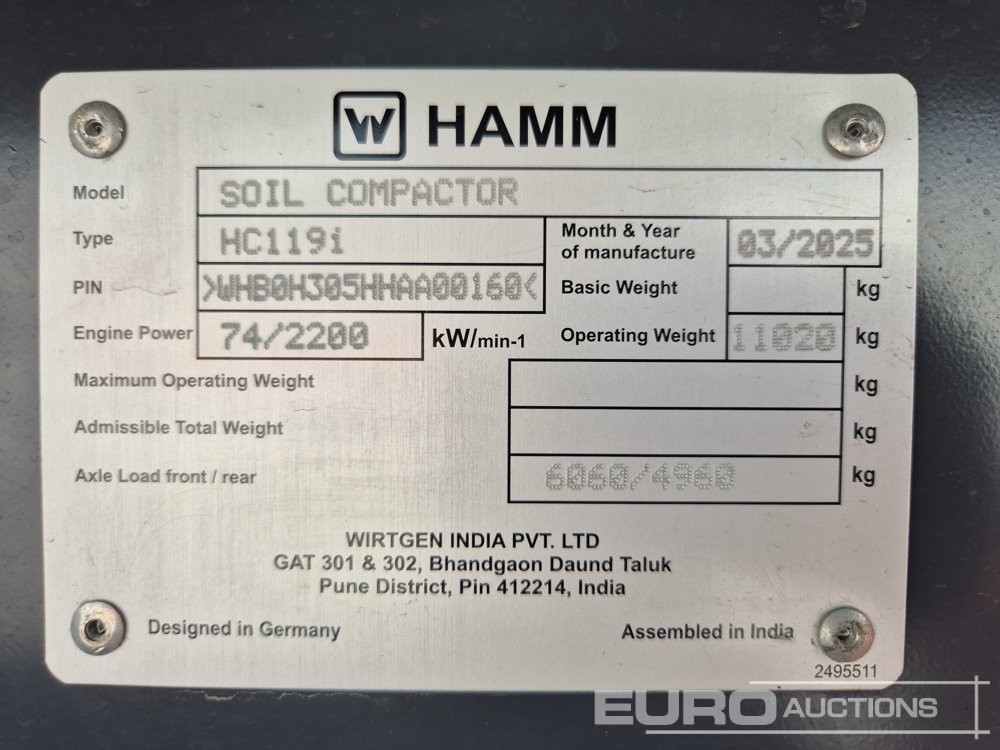 W HAMM
Model SOIL COMPACTOR
Type HC119i Month & Year of manufacture 03/2025
PIN >WHB0H305HHAA00160< Basic Weight kg
Engine Power 74/2200 kW/min-1 Operating Weight 11020 kg
Maximum Operating Weight kg
Admissible Total Weight kg
Axle Load front / rear 6060/4960 kg
WIRTGEN INDIA PVT. LTD
GAT 301 & 302, Bhandgaon Daund Taluk
Pune District, Pin 412214, India
Designed in Germany Assembled in India
2495511
EURO AUCTIONS